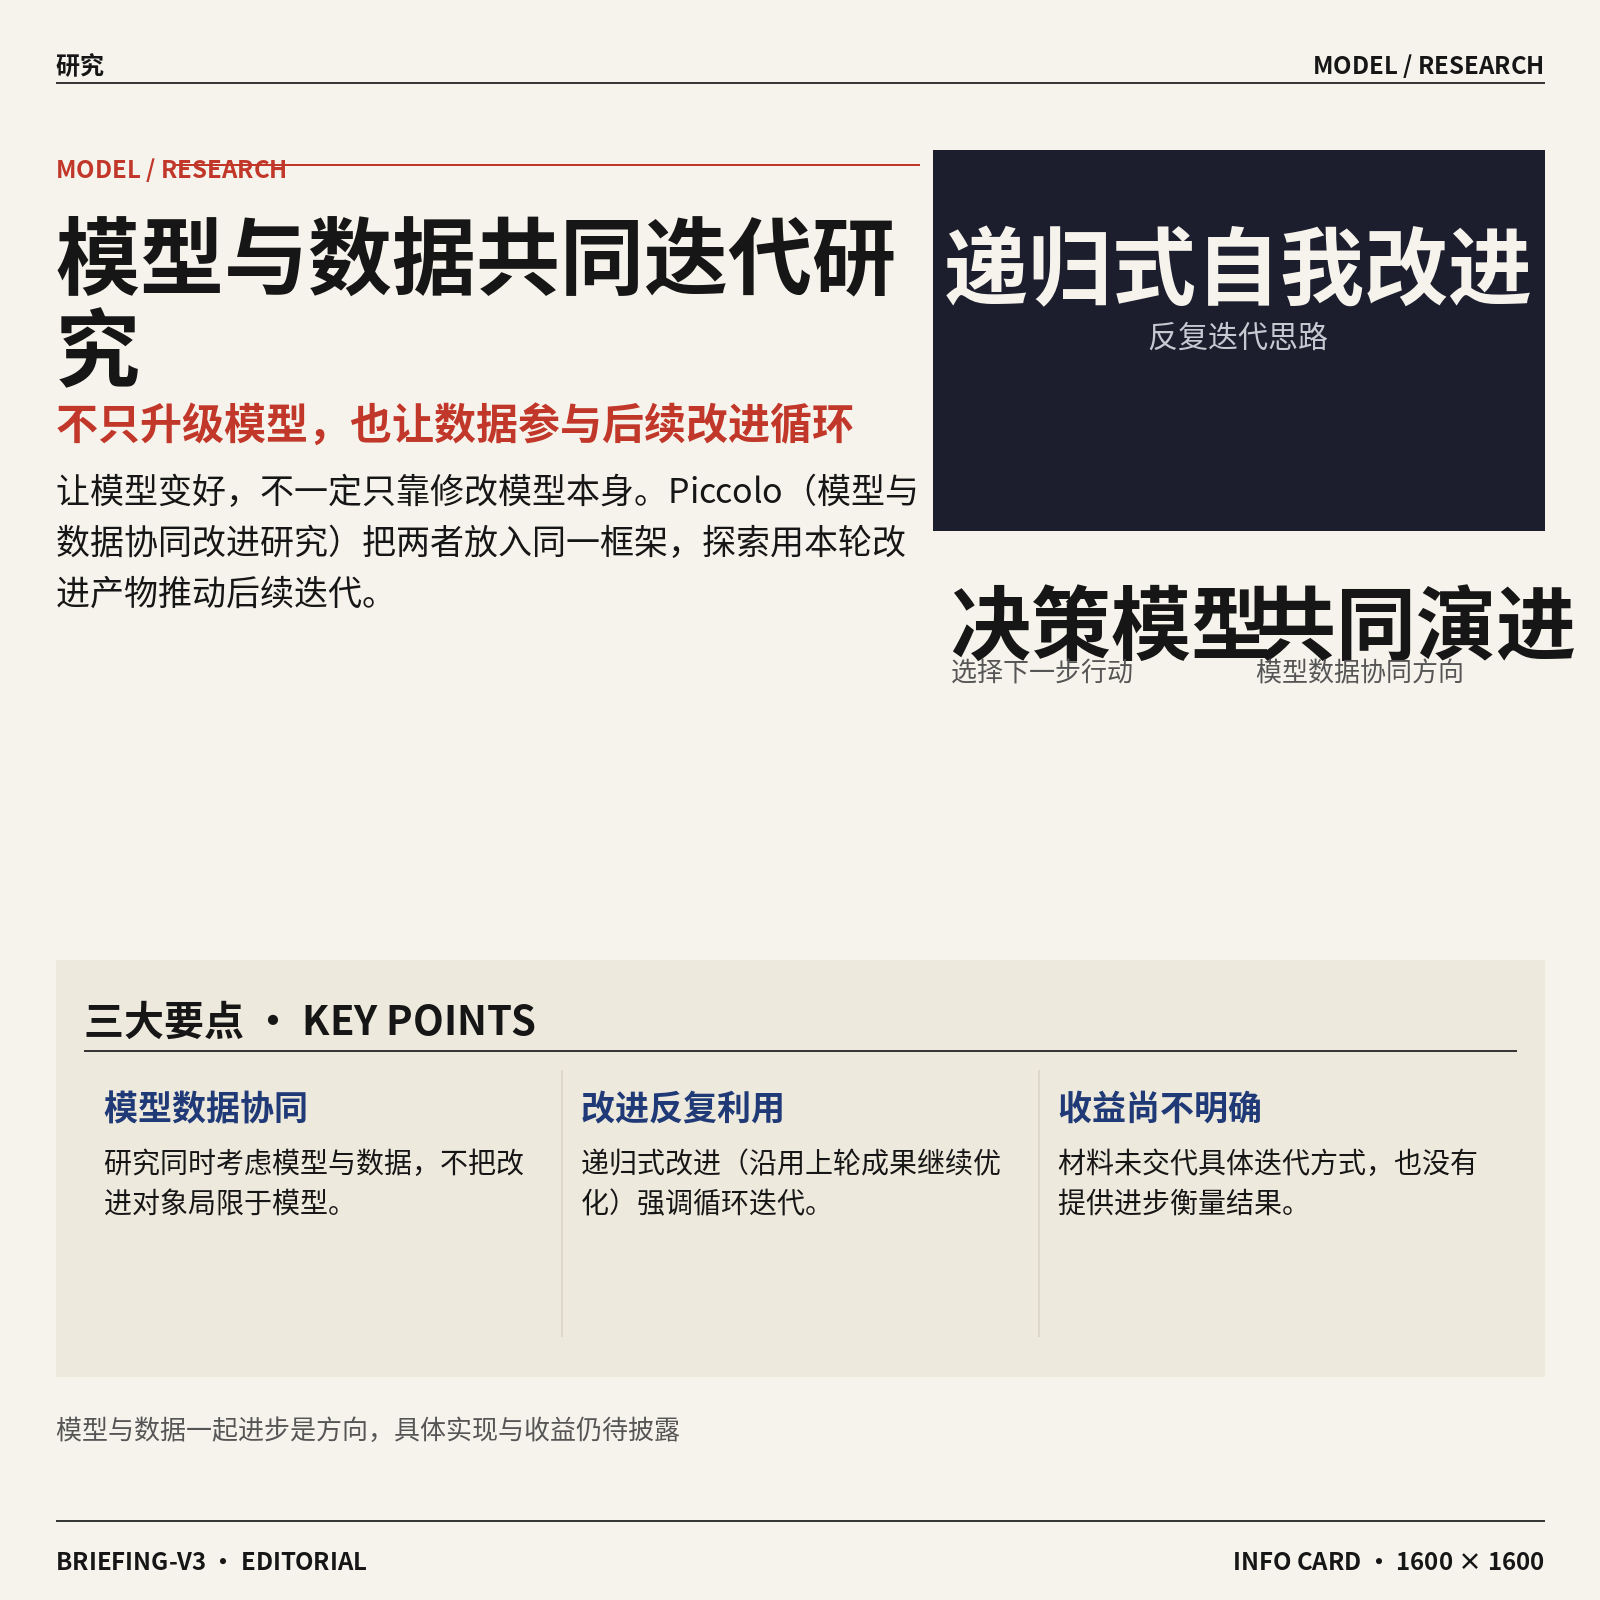 研究
MODEL / RESEARCH
MODEL / RESEARCH
模型与数据共同迭代研
究
不只升级模型，也让数据参与后续改进循环
让模型变好，不一定只靠修改模型本身。Piccolo（模型与
数据协同改进研究）把两者放入同一框架，探索用本轮改
进产物推动后续迭代。
递归式自我改进
反复迭代思路
决策模型
选择下一步行动
共同演进
模型数据协同方向
三大要点 · KEY POINTS
模型数据协同
研究同时考虑模型与数据，不把改
进对象局限于模型。
改进反复利用
递归式改进（沿用上轮成果继续优
化）强调循环迭代。
收益尚不明确
材料未交代具体迭代方式，也没有
提供进步衡量结果。
模型与数据一起进步是方向，具体实现与收益仍待披露
BRIEFING-V3 · EDITORIAL
INFO CARD · 1600 × 1600